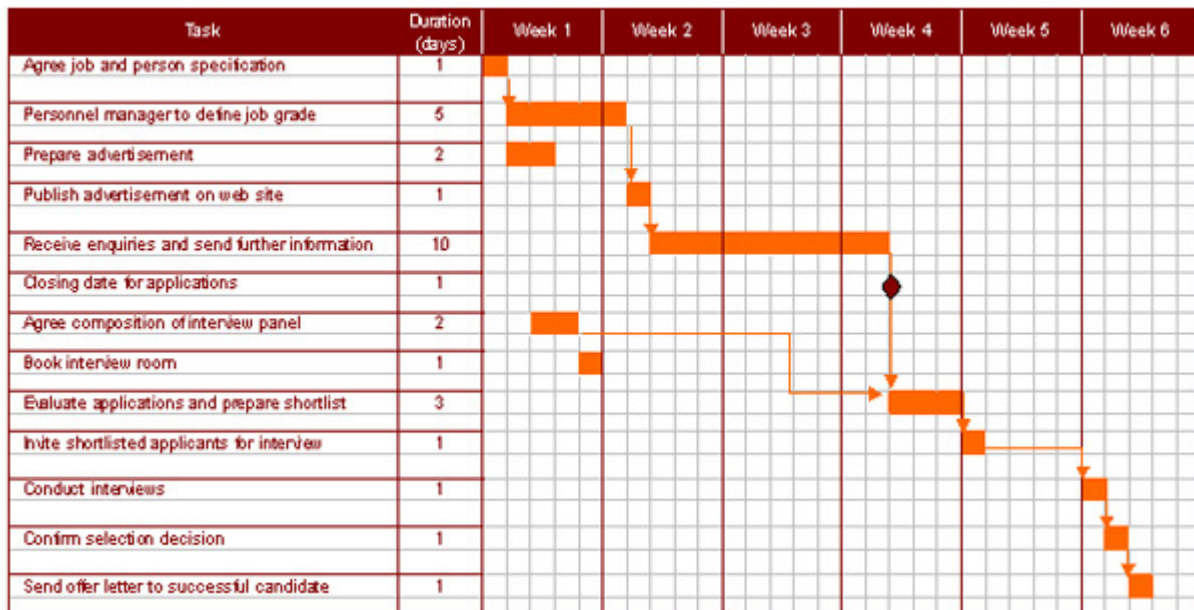 Task Duration (days) Week 1 Week 2 Week 3 Week 4 Week 5 Week 6
Agree job and person specification 1
Personnel manager to define job grade 5
Prepare advertisement 2
Publish advertisement on web site 1
Receive enquiries and send further information 10
Closing date for applications 1
Agree composition of interview panel 2
Book interview room 1
Evaluate applications and prepare shortlist 3
Invite shortlisted applicants for interview 1
Conduct interviews 1
Confirm selection decision 1
Send offer letter to successful candidate 1